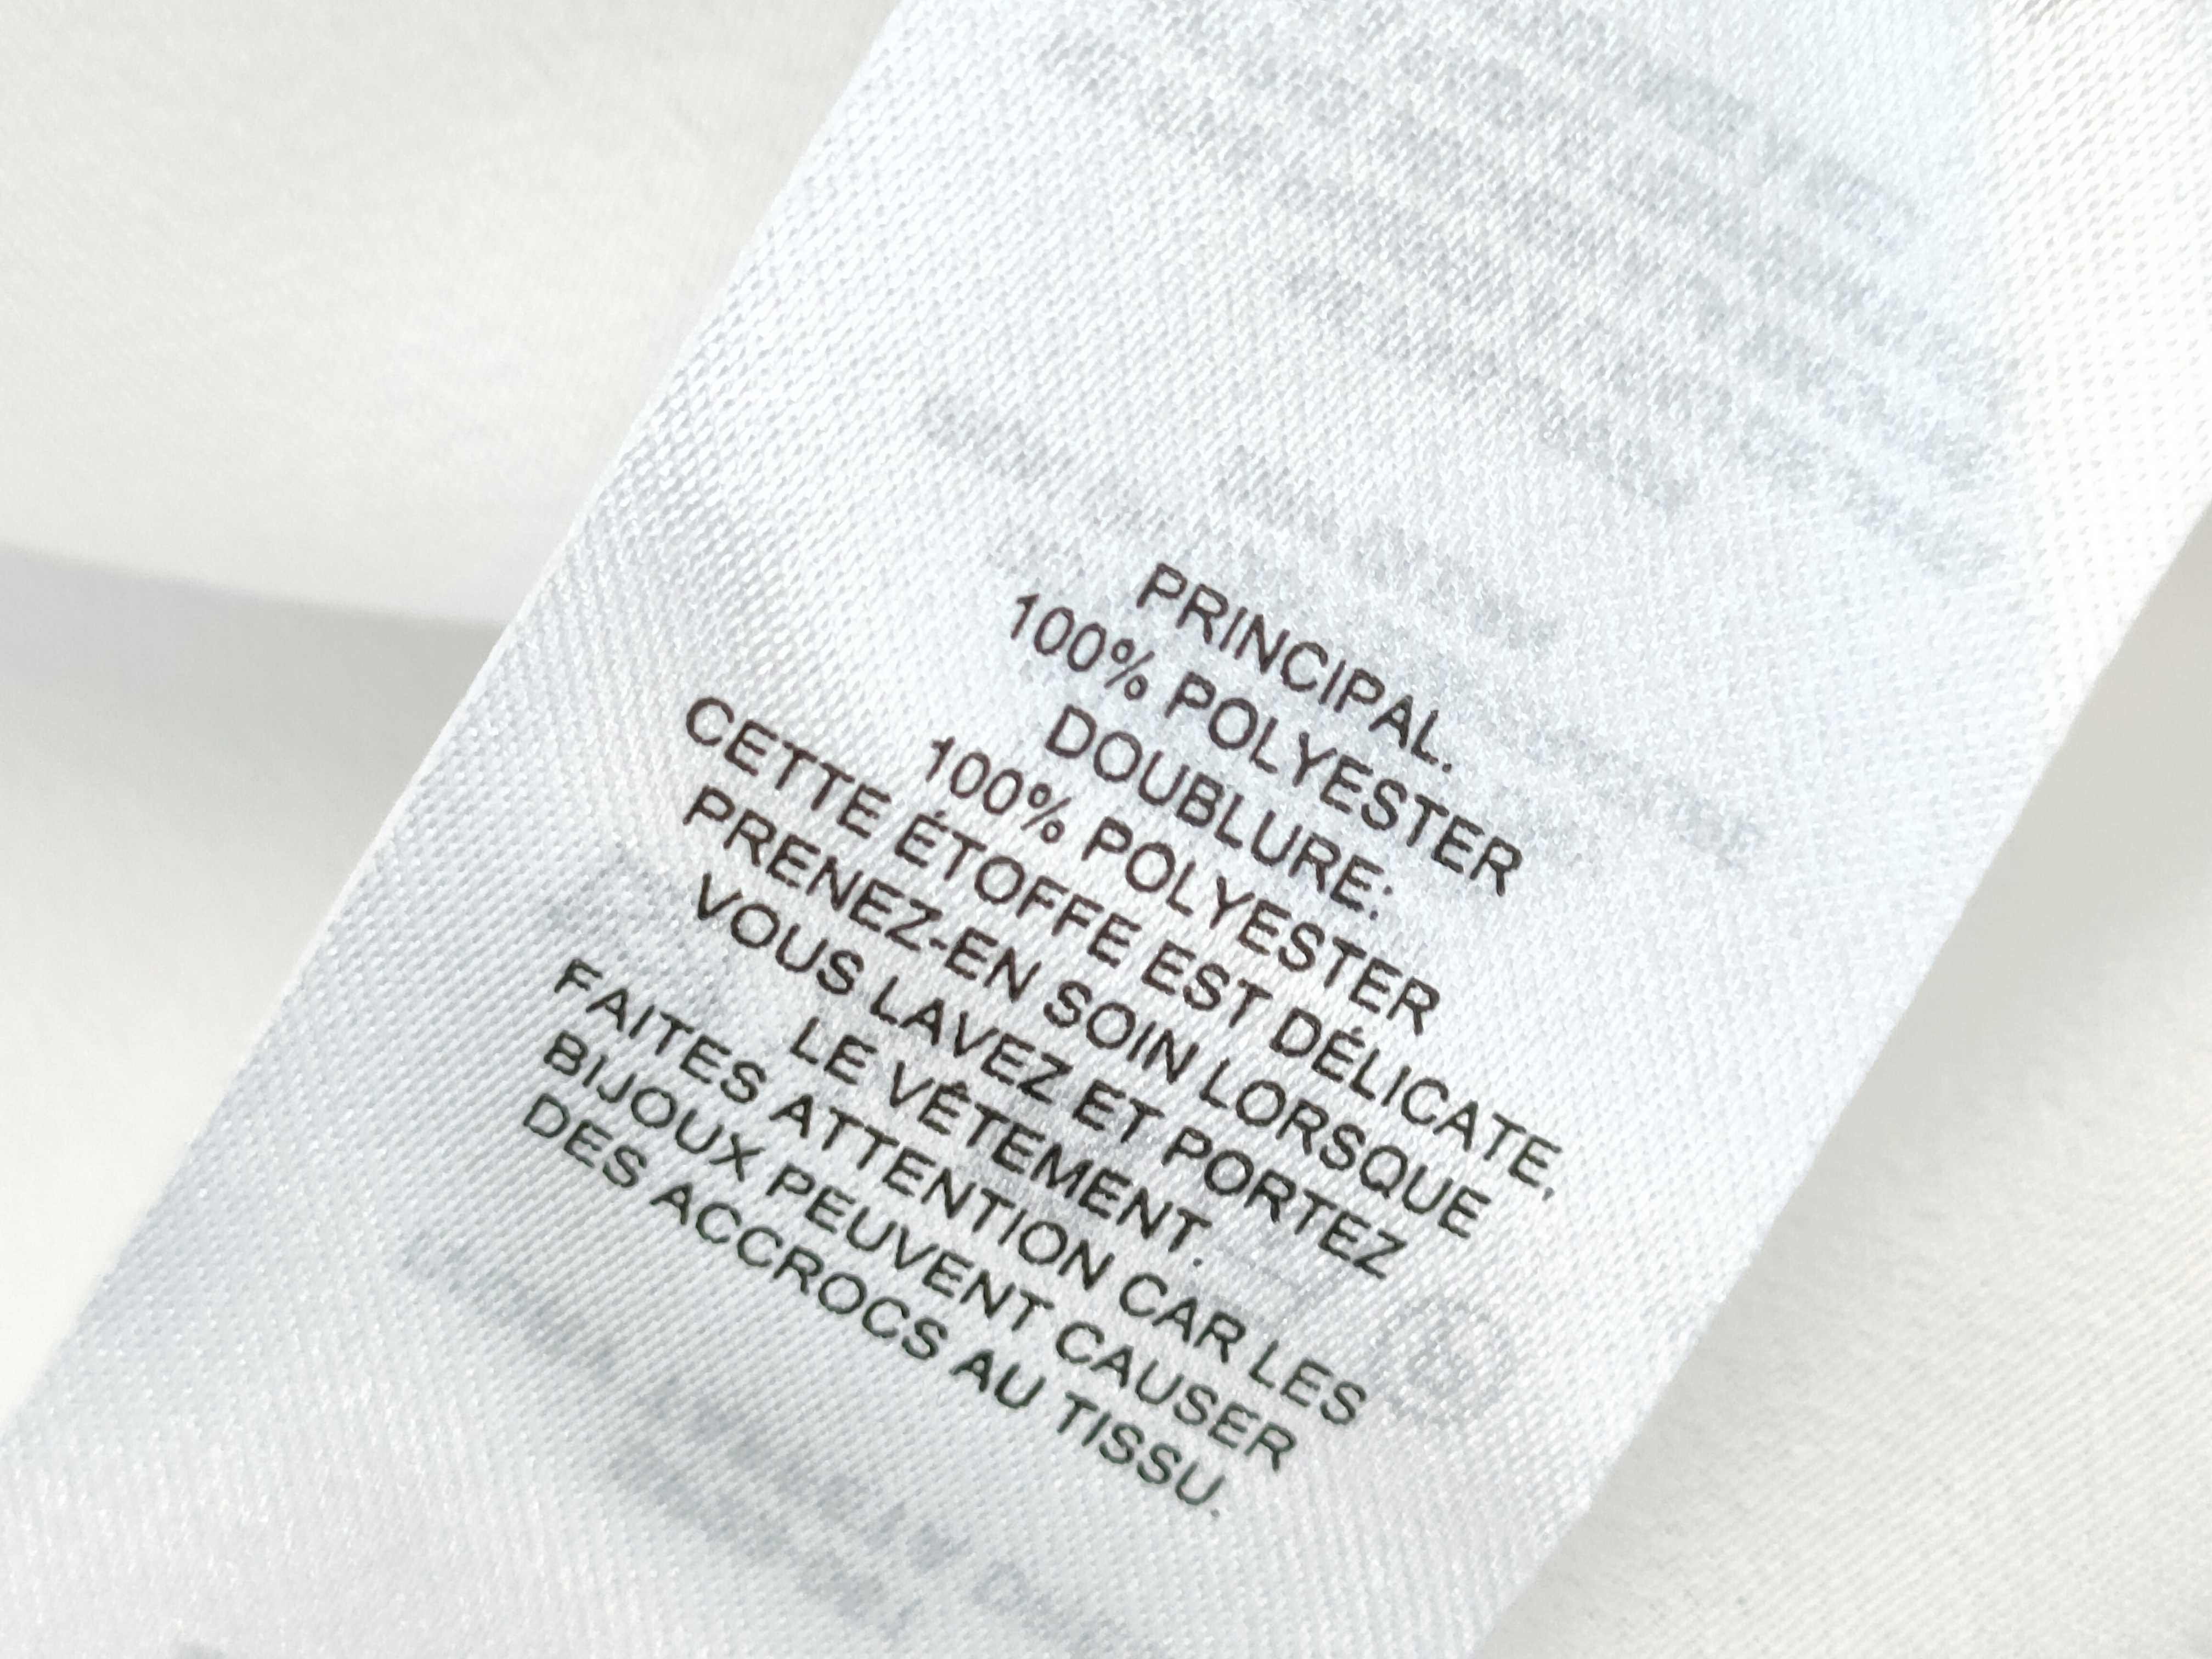 PRINCIPAL.
100% POLYESTER
DOUBLURE:
100% POLYESTER
CETTE ÉTOFFE EST DÉLICATE.
PRENEZ-EN SOIN LORSQUE
VOUS LAVEZ ET PORTEZ
LE VÊTEMENT.
FAITES ATTENTION CAR LES
BIJOUX PEUVENT CAUSER
DES ACCROCS AU TISSU.